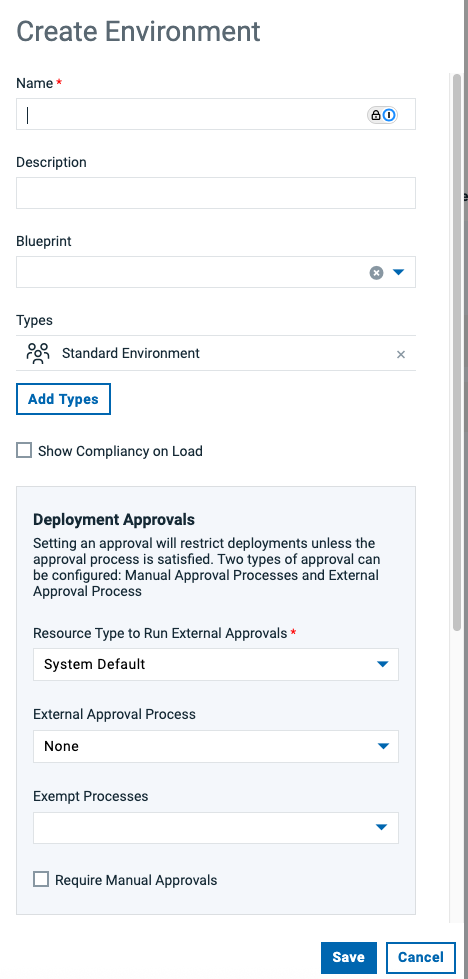 Create Environment
Name *
Description
Blueprint
Types
Standard Environment
Add Types
Show Compliancy on Load
Deployment Approvals
Setting an approval will restrict deployments unless the
approval process is satisfied. Two types of approval can
be configured: Manual Approval Processes and External
Approval Process
Resource Type to Run External Approvals *
System Default
External Approval Process
None
Exempt Processes
Require Manual Approvals
Save
Cancel